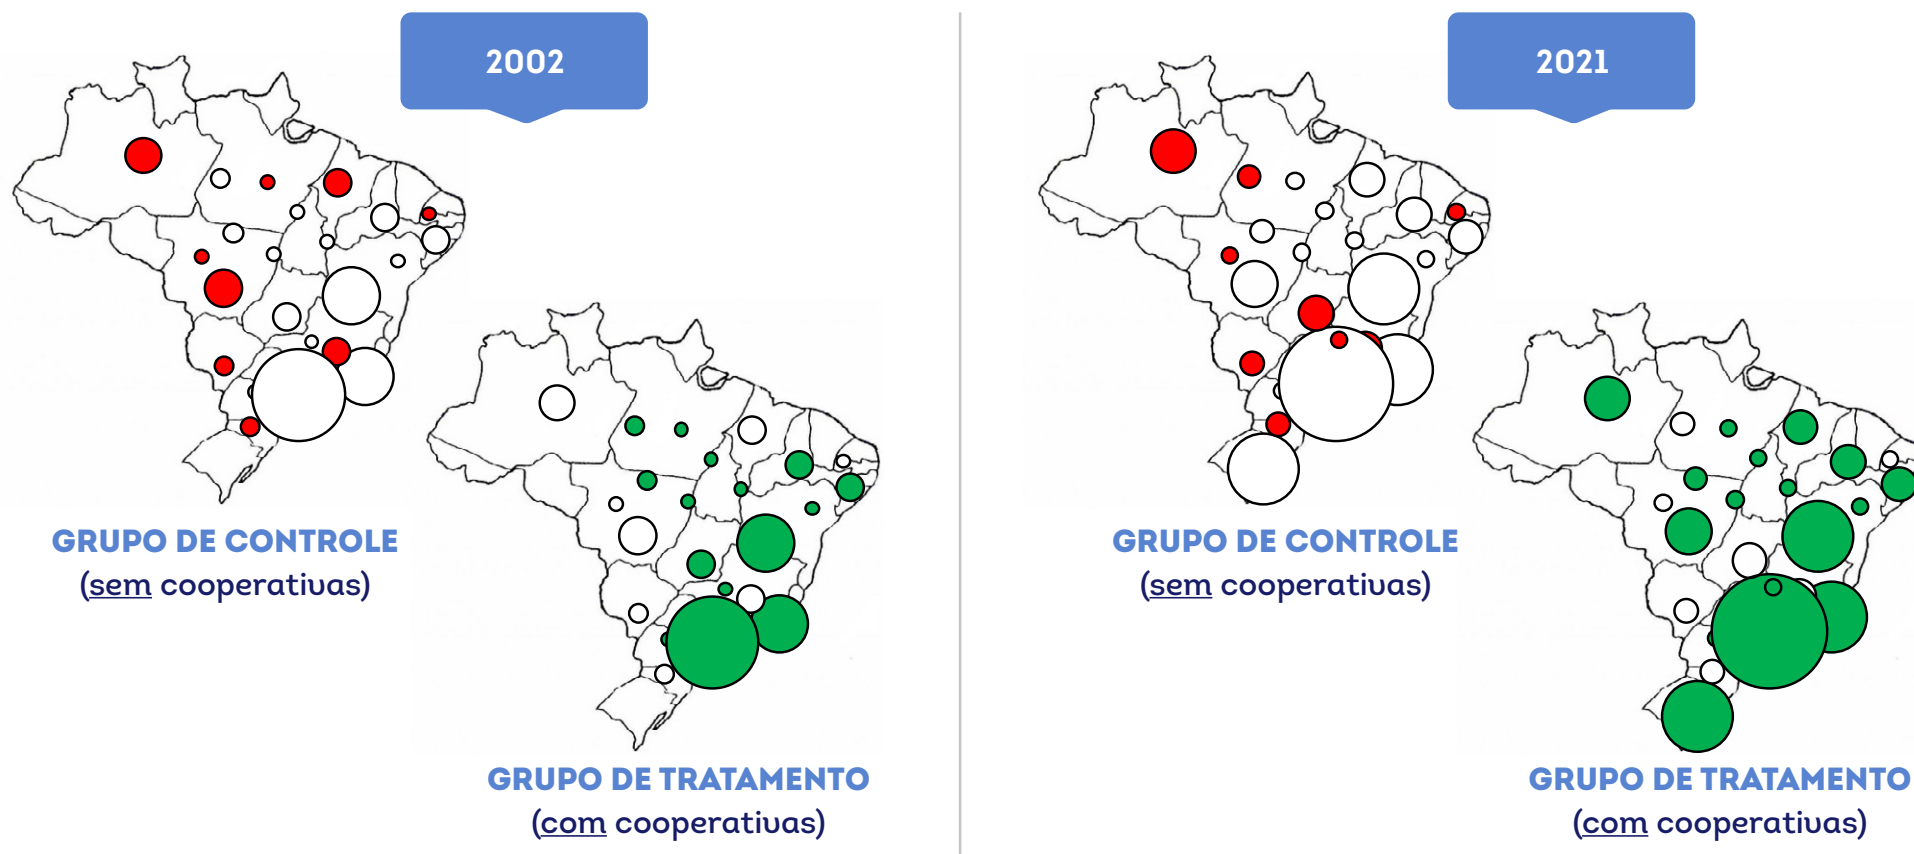 2002
GRUPO DE CONTROLE
(sem cooperativas)
GRUPO DE TRATAMENTO
(com cooperativas)
2021
GRUPO DE CONTROLE
(sem cooperativas)
GRUPO DE TRATAMENTO
(com cooperativas)